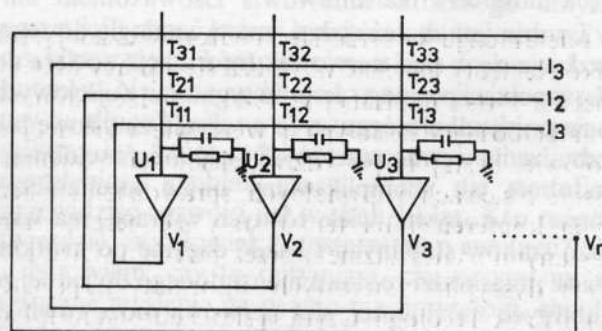 T31 T32 T33 I3
T21 T22 T23 I2
T11 T12 T13 I3
U1 U2 U3
V1 V2 V3 Vn